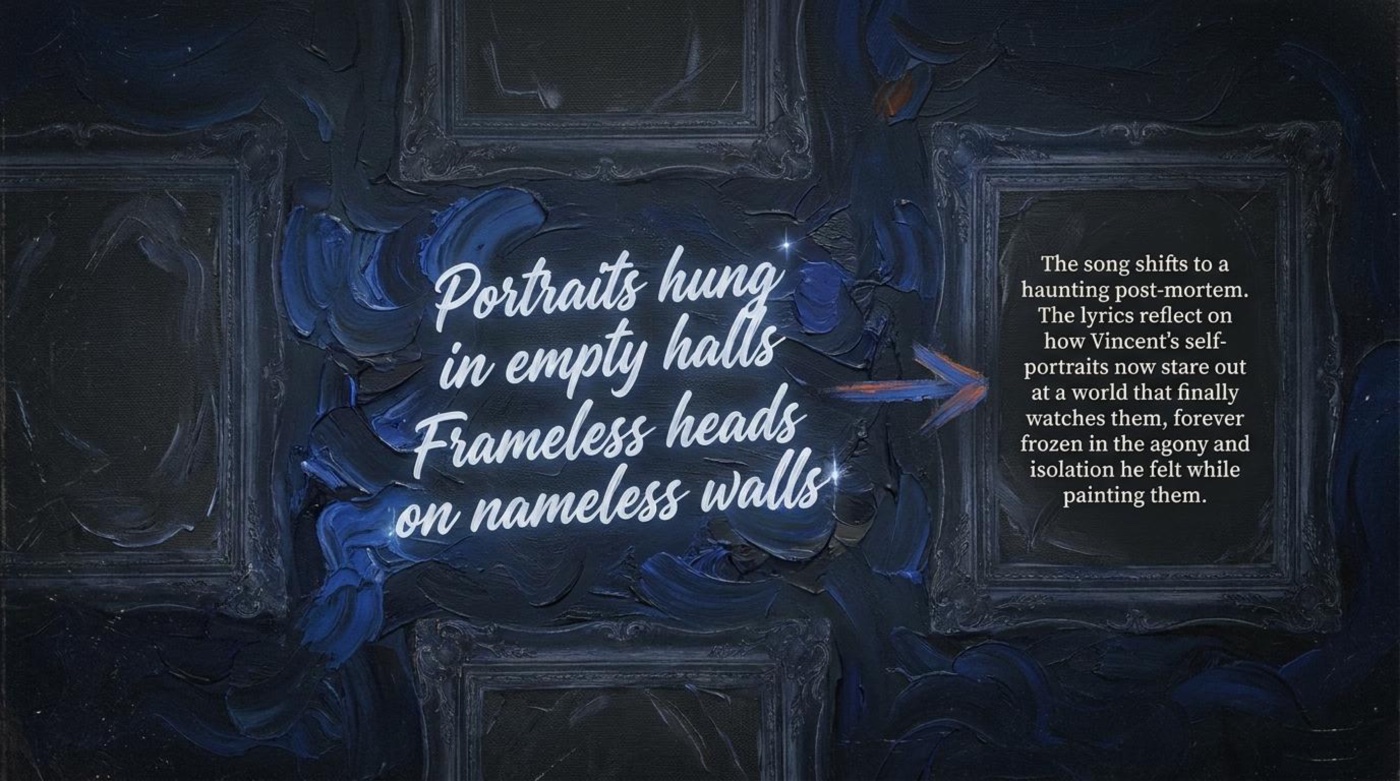 Portraits hung
in empty halls
Frameless heads
on nameless walls
The song shifts to a
haunting post-mortem.
The lyrics reflect on
how Vincent's self-
portraits now stare out
at a world that finally
watches them, forever
frozen in the agony and
isolation he felt while
painting them.